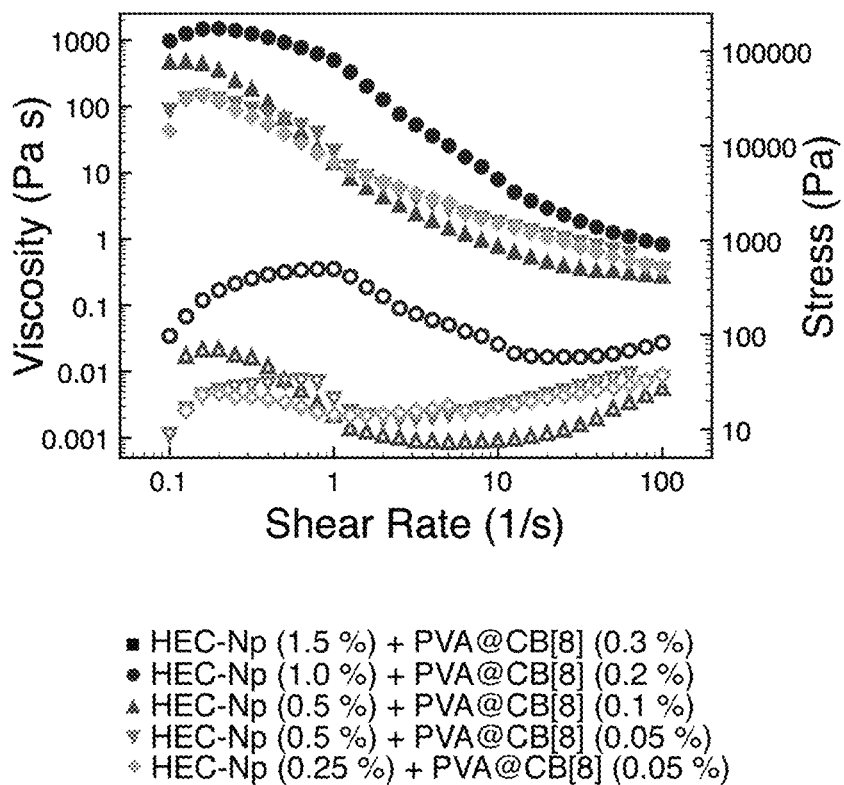 1000
100
10
1
0.1
0.01
0.001
Viscosity (Pa s)
100000
10000
1000
100
10
Stress (Pa)
0.1 1 10 100
Shear Rate (1/s)
■ HEC-Np (1.5 %) + PVA@CB[8] (0.3 %)
● HEC-Np (1.0 %) + PVA@CB[8] (0.2 %)
▲ HEC-Np (0.5 %) + PVA@CB[8] (0.1 %)
▼ HEC-Np (0.5 %) + PVA@CB[8] (0.05 %)
◆ HEC-Np (0.25 %) + PVA@CB[8] (0.05 %)